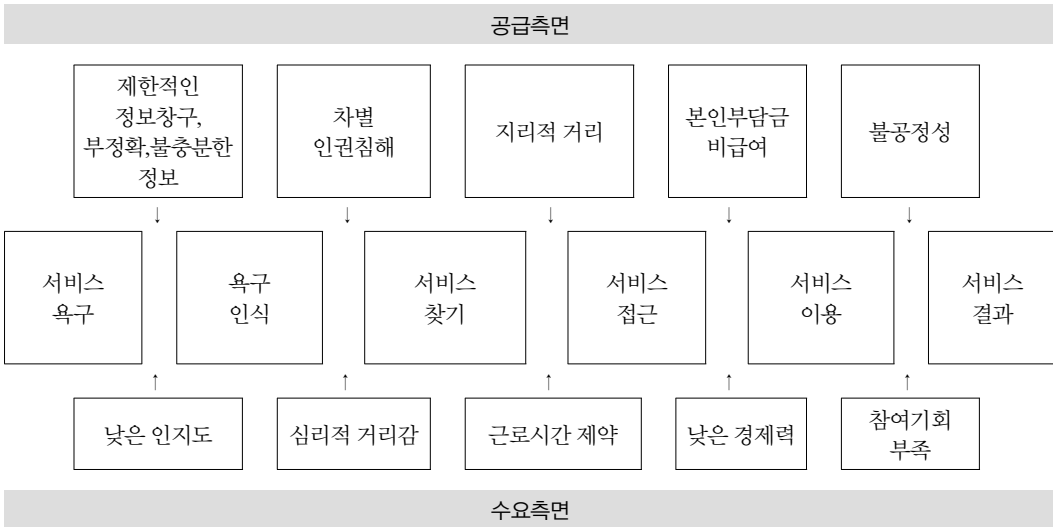 공급측면
제한적인
정보창구,
부정확,불충분한
정보
차별
인권침해
지리적 거리
본인부담금
비급여
불공정성
↓ ↓ ↓ ↓ ↓
서비스
욕구
욕구
인식
서비스
찾기
서비스
접근
서비스
이용
서비스
결과
↑ ↑ ↑ ↑ ↑
낮은 인지도
심리적 거리감
근로시간 제약
낮은 경제력
참여기회
부족
수요측면